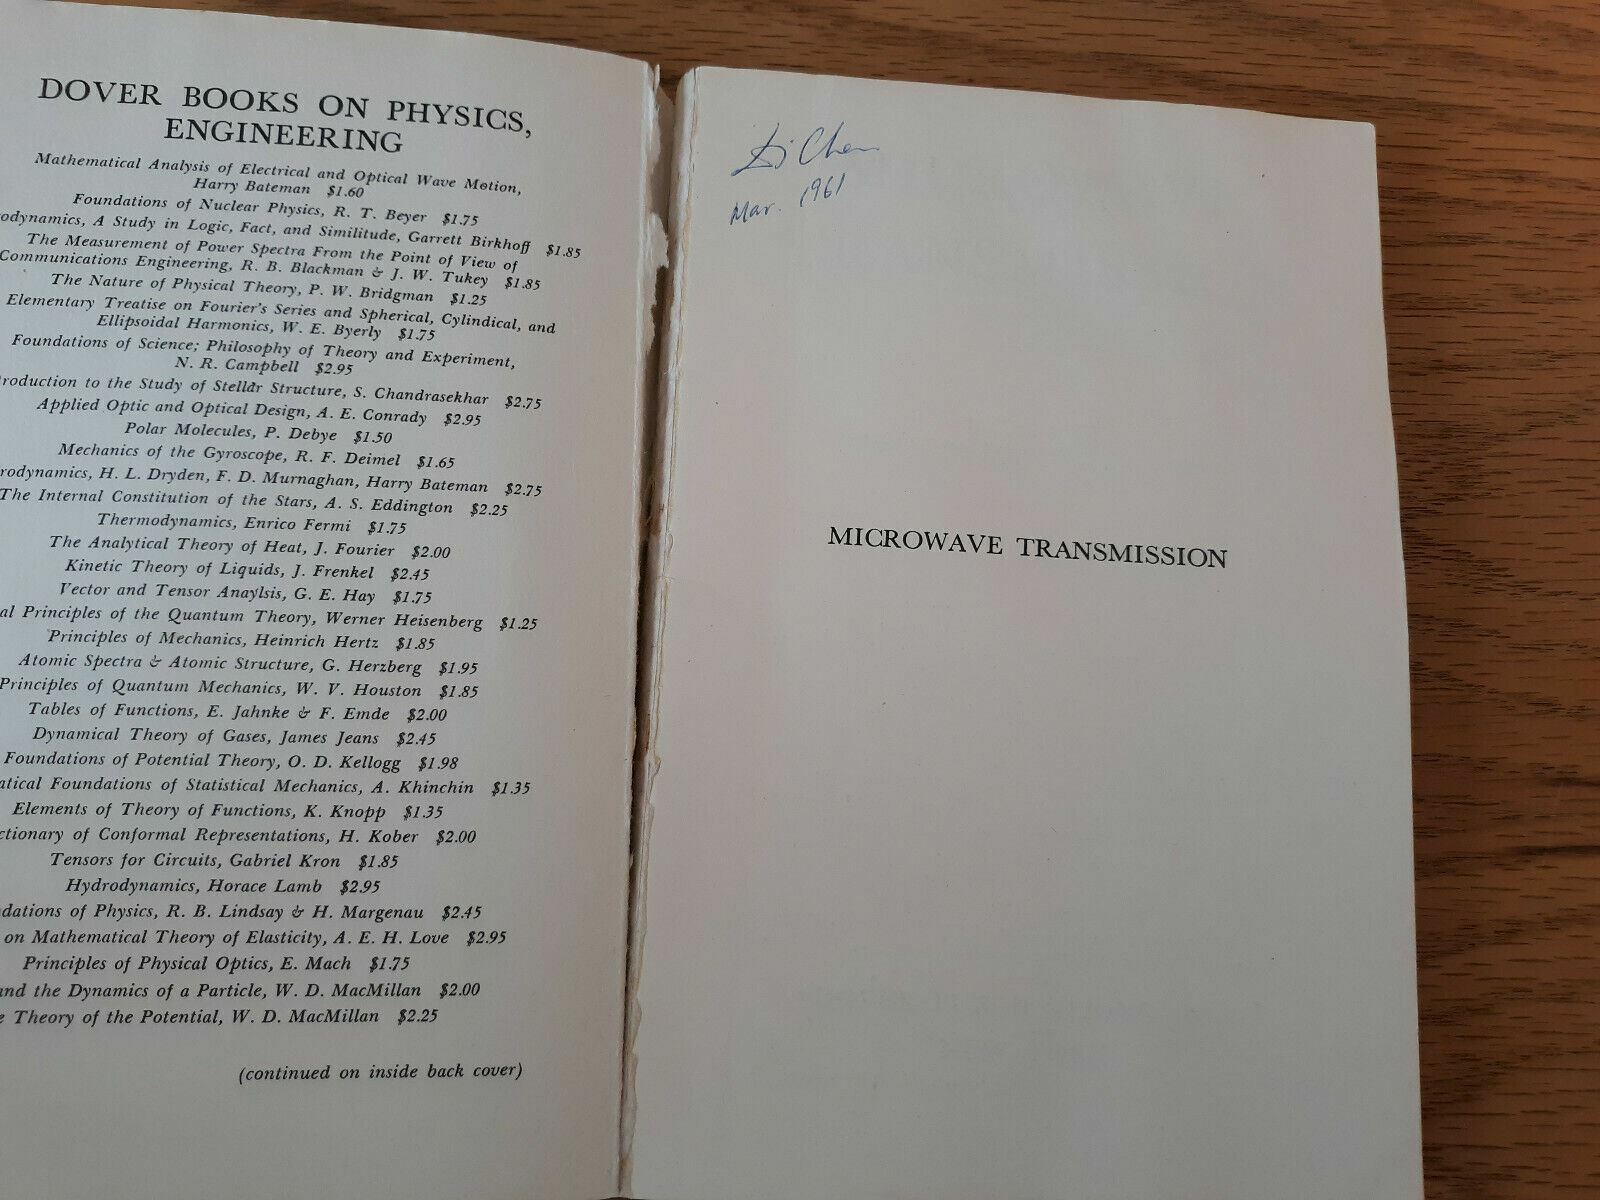 DOVER BOOKS ON PHYSICS,
ENGINEERING
Mathematical Analysis of Electrical and Optical Wave Motion,
Harry Bateman $1.60
Foundations of Nuclear Physics, R. T. Beyer $1.75
odynamics, A Study in Logic, Fact, and Similitude, Garrett Birkhoff $1.85
The Measurement of Power Spectra From the Point of View of
Communications Engineering, R. B. Blackman & J. W. Tukey $1.85
The Nature of Physical Theory, P. W. Bridgman $1.25
Elementary Treatise on Fourier's Series and Spherical, Cylindical, and
Ellipsoidal Harmonics, W. E. Byerly $1.75
Foundations of Science; Philosophy of Theory and Experiment,
N. R. Campbell $2.95
roduction to the Study of Stellar Structure, S. Chandrasekhar $2.75
Applied Optic and Optical Design, A. E. Conrady $2.95
Polar Molecules, P. Debye $1.50
Mechanics of the Gyroscope, R. F. Deimel $1.65
rodynamics, H. L. Dryden, F. D. Murnaghan, Harry Bateman $2.75
The Internal Constitution of the Stars, A. S. Eddington $2.25
Thermodynamics, Enrico Fermi $1.75
The Analytical Theory of Heat, J. Fourier $2.00
Kinetic Theory of Liquids, J. Frenkel $2.45
Vector and Tensor Anaylsis, G. E. Hay $1.75
al Principles of the Quantum Theory, Werner Heisenberg $1.25
Principles of Mechanics, Heinrich Hertz $1.85
Atomic Spectra & Atomic Structure, G. Herzberg $1.95
Principles of Quantum Mechanics, W. V. Houston $1.85
Tables of Functions, E. Jahnke & F. Emde $2.00
Dynamical Theory of Gases, James Jeans $2.45
Foundations of Potential Theory, O. D. Kellogg $1.98
atical Foundations of Statistical Mechanics, A. Khinchin $1.35
Elements of Theory of Functions, K. Knopp $1.35
ctionary of Conformal Representations, H. Kober $2.00
Tensors for Circuits, Gabriel Kron $1.85
Hydrodynamics, Horace Lamb $2.95
dations of Physics, R. B. Lindsay & H. Margenau $2.45
on Mathematical Theory of Elasticity, A. E. H. Love $2.95
Principles of Physical Optics, E. Mach $1.75
and the Dynamics of a Particle, W. D. MacMillan $2.00
e Theory of the Potential, W. D. MacMillan $2.25
(continued on inside back cover)
Di Chen
Mar. 1961
MICROWAVE TRANSMISSION